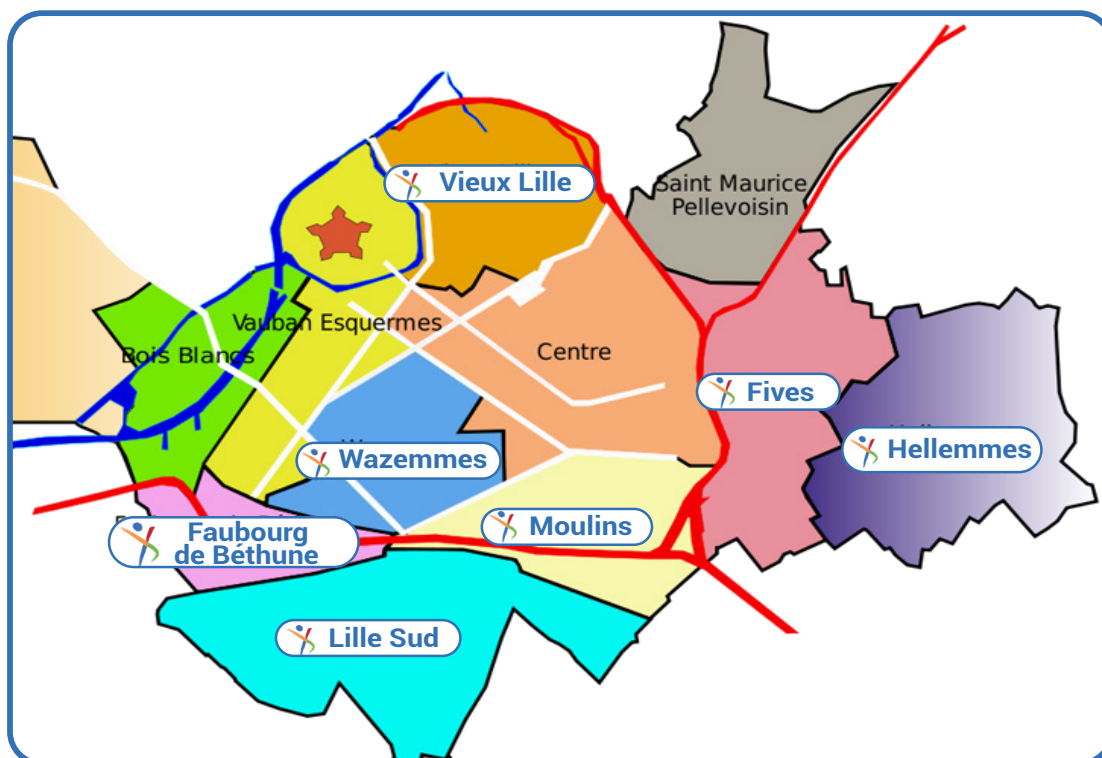 Vieux Lille
Saint Maurice
Pellevoisin
Vauban Esquermes
Bois Blancs
Centre
Fives
Wazemmes
Hellemmes
Moulins
Faubourg
de Béthune
Lille Sud